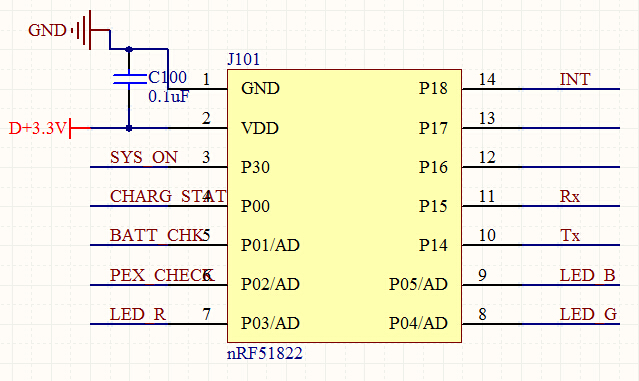 GND
J101
C100
0.1uF
D+3.3V
1 GND P18 14 INT
2 VDD P17 13
SYS_ON 3 P30 P16 12
CHARG_STAT 4 P00 P15 11 Rx
BATT_CHK 5 P01/AD P14 10 Tx
PEX_CHECK 6 P02/AD P05/AD 9 LED_B
LED_R 7 P03/AD P04/AD 8 LED_G
nRF51822